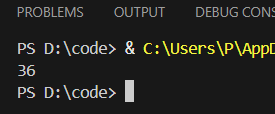 PROBLEMS OUTPUT DEBUG CONS
PS D:\code> & C:\Users\P\AppD
36
PS D:\code>